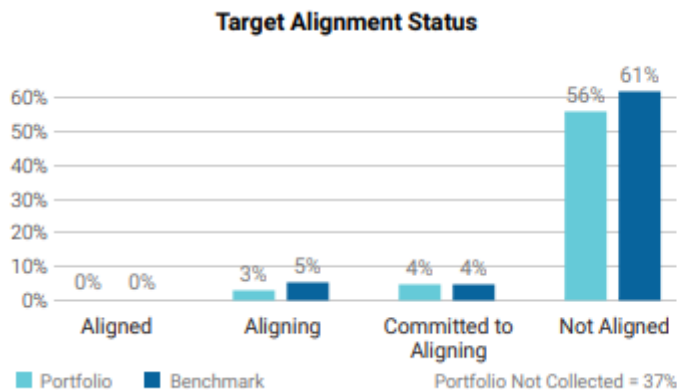 Target Alignment Status
60%
50%
40%
30%
20%
10%
0%
0% 0%
3% 5%
4% 4%
56% 61%
Aligned
Aligning
Committed to
Aligning
Not Aligned
Portfolio
Benchmark
Portfolio Not Collected = 37%